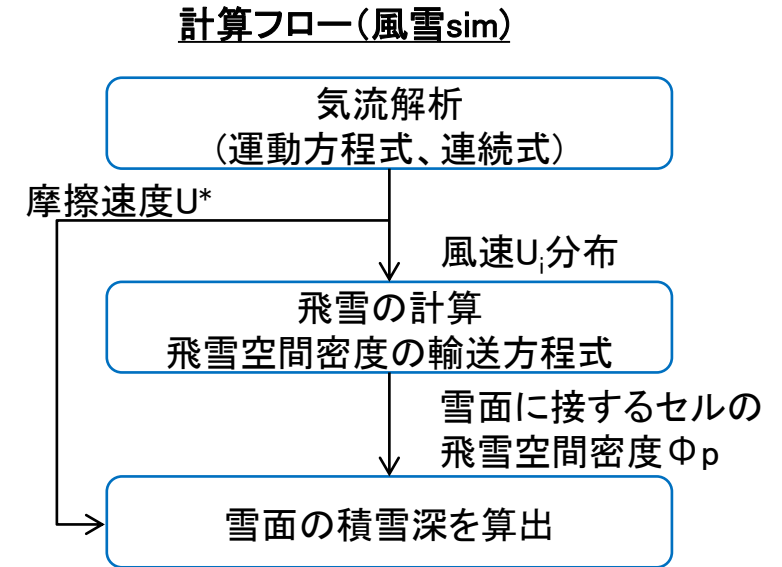 計算フロー（風雪sim）
気流解析
（運動方程式、連続式）
摩擦速度U*
風速Ui分布
飛雪の計算
飛雪空間密度の輸送方程式
雪面に接するセルの
飛雪空間密度Φp
雪面の積雪深を算出